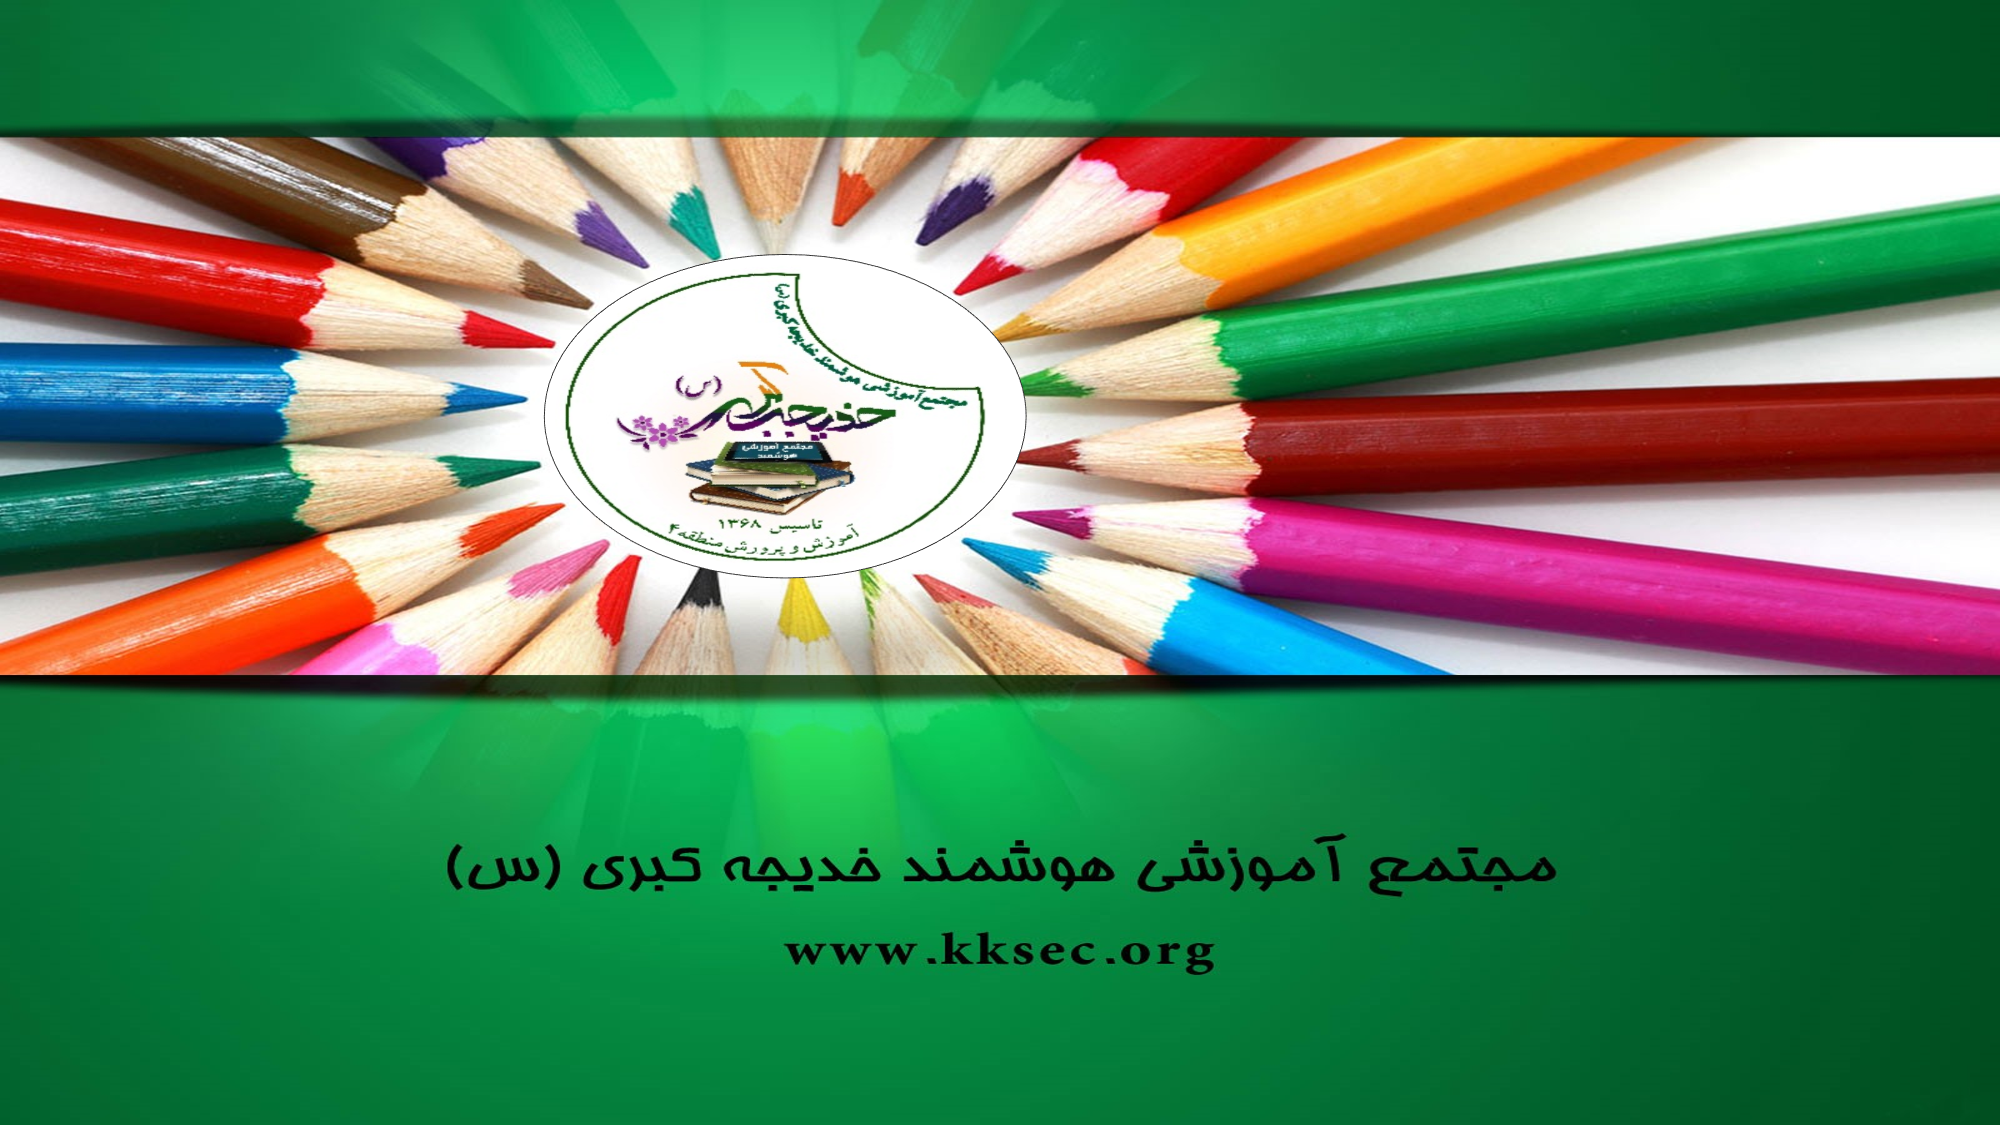 مجتمع آموزشی هوشمند خدیجه کبری (س)
خدیجه کبری (س)
مجتمع آموزشی
هوشمند
تاسیس ۱۳۶۸
آموزش و پرورش منطقه ۴
مجتمع آموزشی هوشمند خدیجه کبری (س)
www.kksec.org